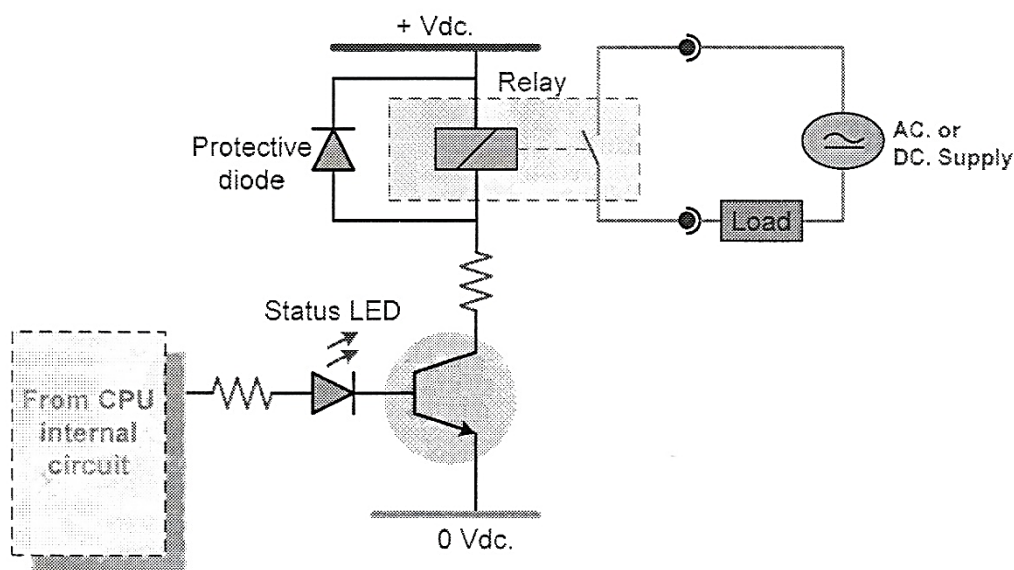 + Vdc.
Relay
Protective
diode
AC. or
DC. Supply
Load
Status LED
From CPU
internal
circuit
0 Vdc.